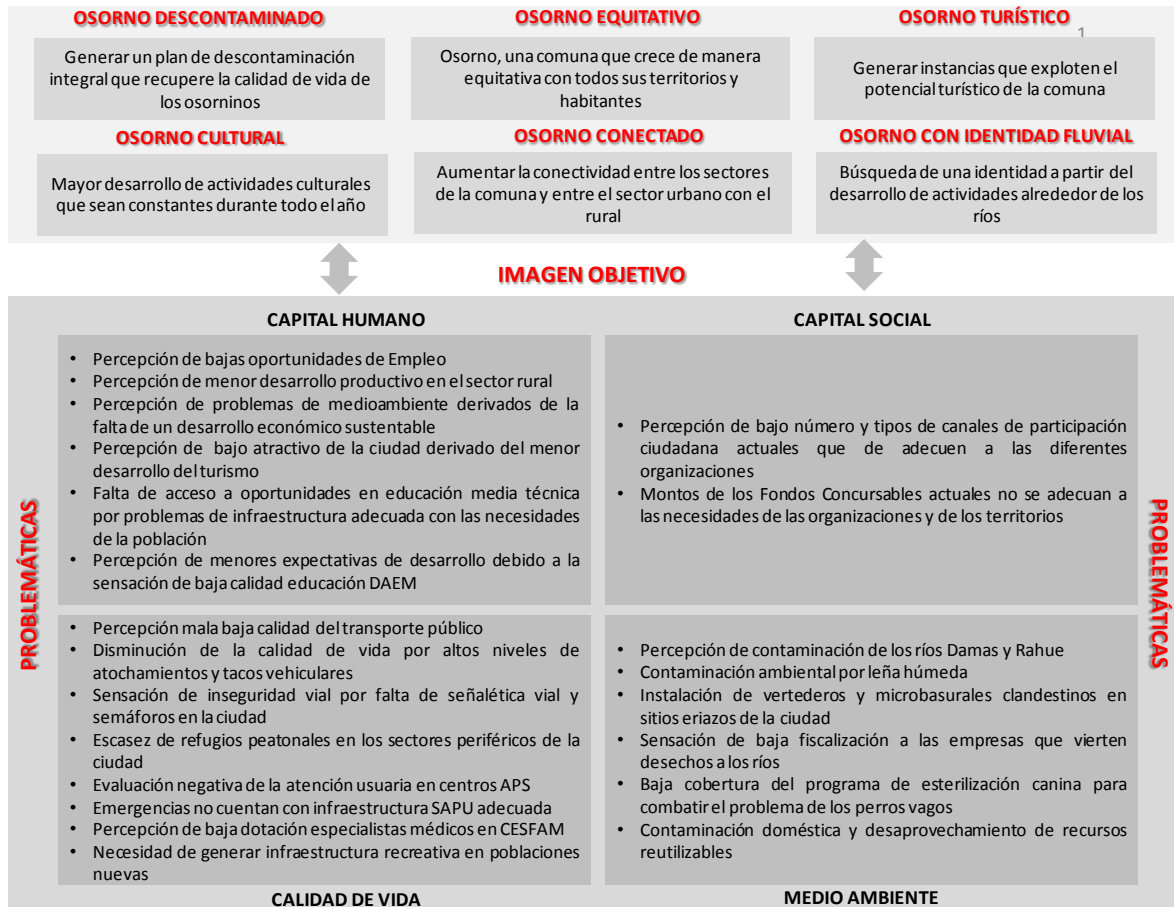 OSORNO DESCONTAMINADO
Generar un plan de descontaminación
integral que recupere la calidad de vida de
los osorninos
OSORNO EQUITATIVO
Osorno, una comuna que crece de manera
equitativa con todos sus territorios y
habitantes
OSORNO TURÍSTICO
1
Generar instancias que exploten el
potencial turístico de la comuna
OSORNO CULTURAL
Mayor desarrollo de actividades culturales
que sean constantes durante todo el año
OSORNO CONECTADO
Aumentar la conectividad entre los sectores
de la comuna y entre el sector urbano con el
rural
OSORNO CON IDENTIDAD FLUVIAL
Búsqueda de una identidad a partir del
desarrollo de actividades alrededor de los
ríos
IMAGEN OBJETIVO
PROBLEMÁTICAS
CAPITAL HUMANO
• Percepción de bajas oportunidades de Empleo
• Percepción de menor desarrollo productivo en el sector rural
• Percepción de problemas de medioambiente derivados de la
falta de un desarrollo económico sustentable
• Percepción de bajo atractivo de la ciudad derivado del menor
desarrollo del turismo
• Falta de acceso a oportunidades en educación media técnica
por problemas de infraestructura adecuada con las necesidades
de la población
• Percepción de menores expectativas de desarrollo debido a la
sensación de baja calidad educación DAEM
CAPITAL SOCIAL
• Percepción de bajo número y tipos de canales de participación
ciudadana actuales que de adecuen a las diferentes
organizaciones
• Montos de los Fondos Concursables actuales no se adecuan a
las necesidades de las organizaciones y de los territorios
• Percepción mala baja calidad del transporte público
• Disminución de la calidad de vida por altos niveles de
atochamientos y tacos vehiculares
• Sensación de inseguridad vial por falta de señalética vial y
semáforos en la ciudad
• Escasez de refugios peatonales en los sectores periféricos de la
ciudad
• Evaluación negativa de la atención usuaria en centros APS
• Emergencias no cuentan con infraestructura SAPU adecuada
• Percepción de baja dotación especialistas médicos en CESFAM
• Necesidad de generar infraestructura recreativa en poblaciones
nuevas
CALIDAD DE VIDA
• Percepción de contaminación de los ríos Damas y Rahue
• Contaminación ambiental por leña húmeda
• Instalación de vertederos y microbasurales clandestinos en
sitios eriazos de la ciudad
• Sensación de baja fiscalización a las empresas que vierten
desechos a los ríos
• Baja cobertura del programa de esterilización canina para
combatir el problema de los perros vagos
• Contaminación doméstica y desaprovechamiento de recursos
reutilizables
MEDIO AMBIENTE
PROBLEMÁTICAS